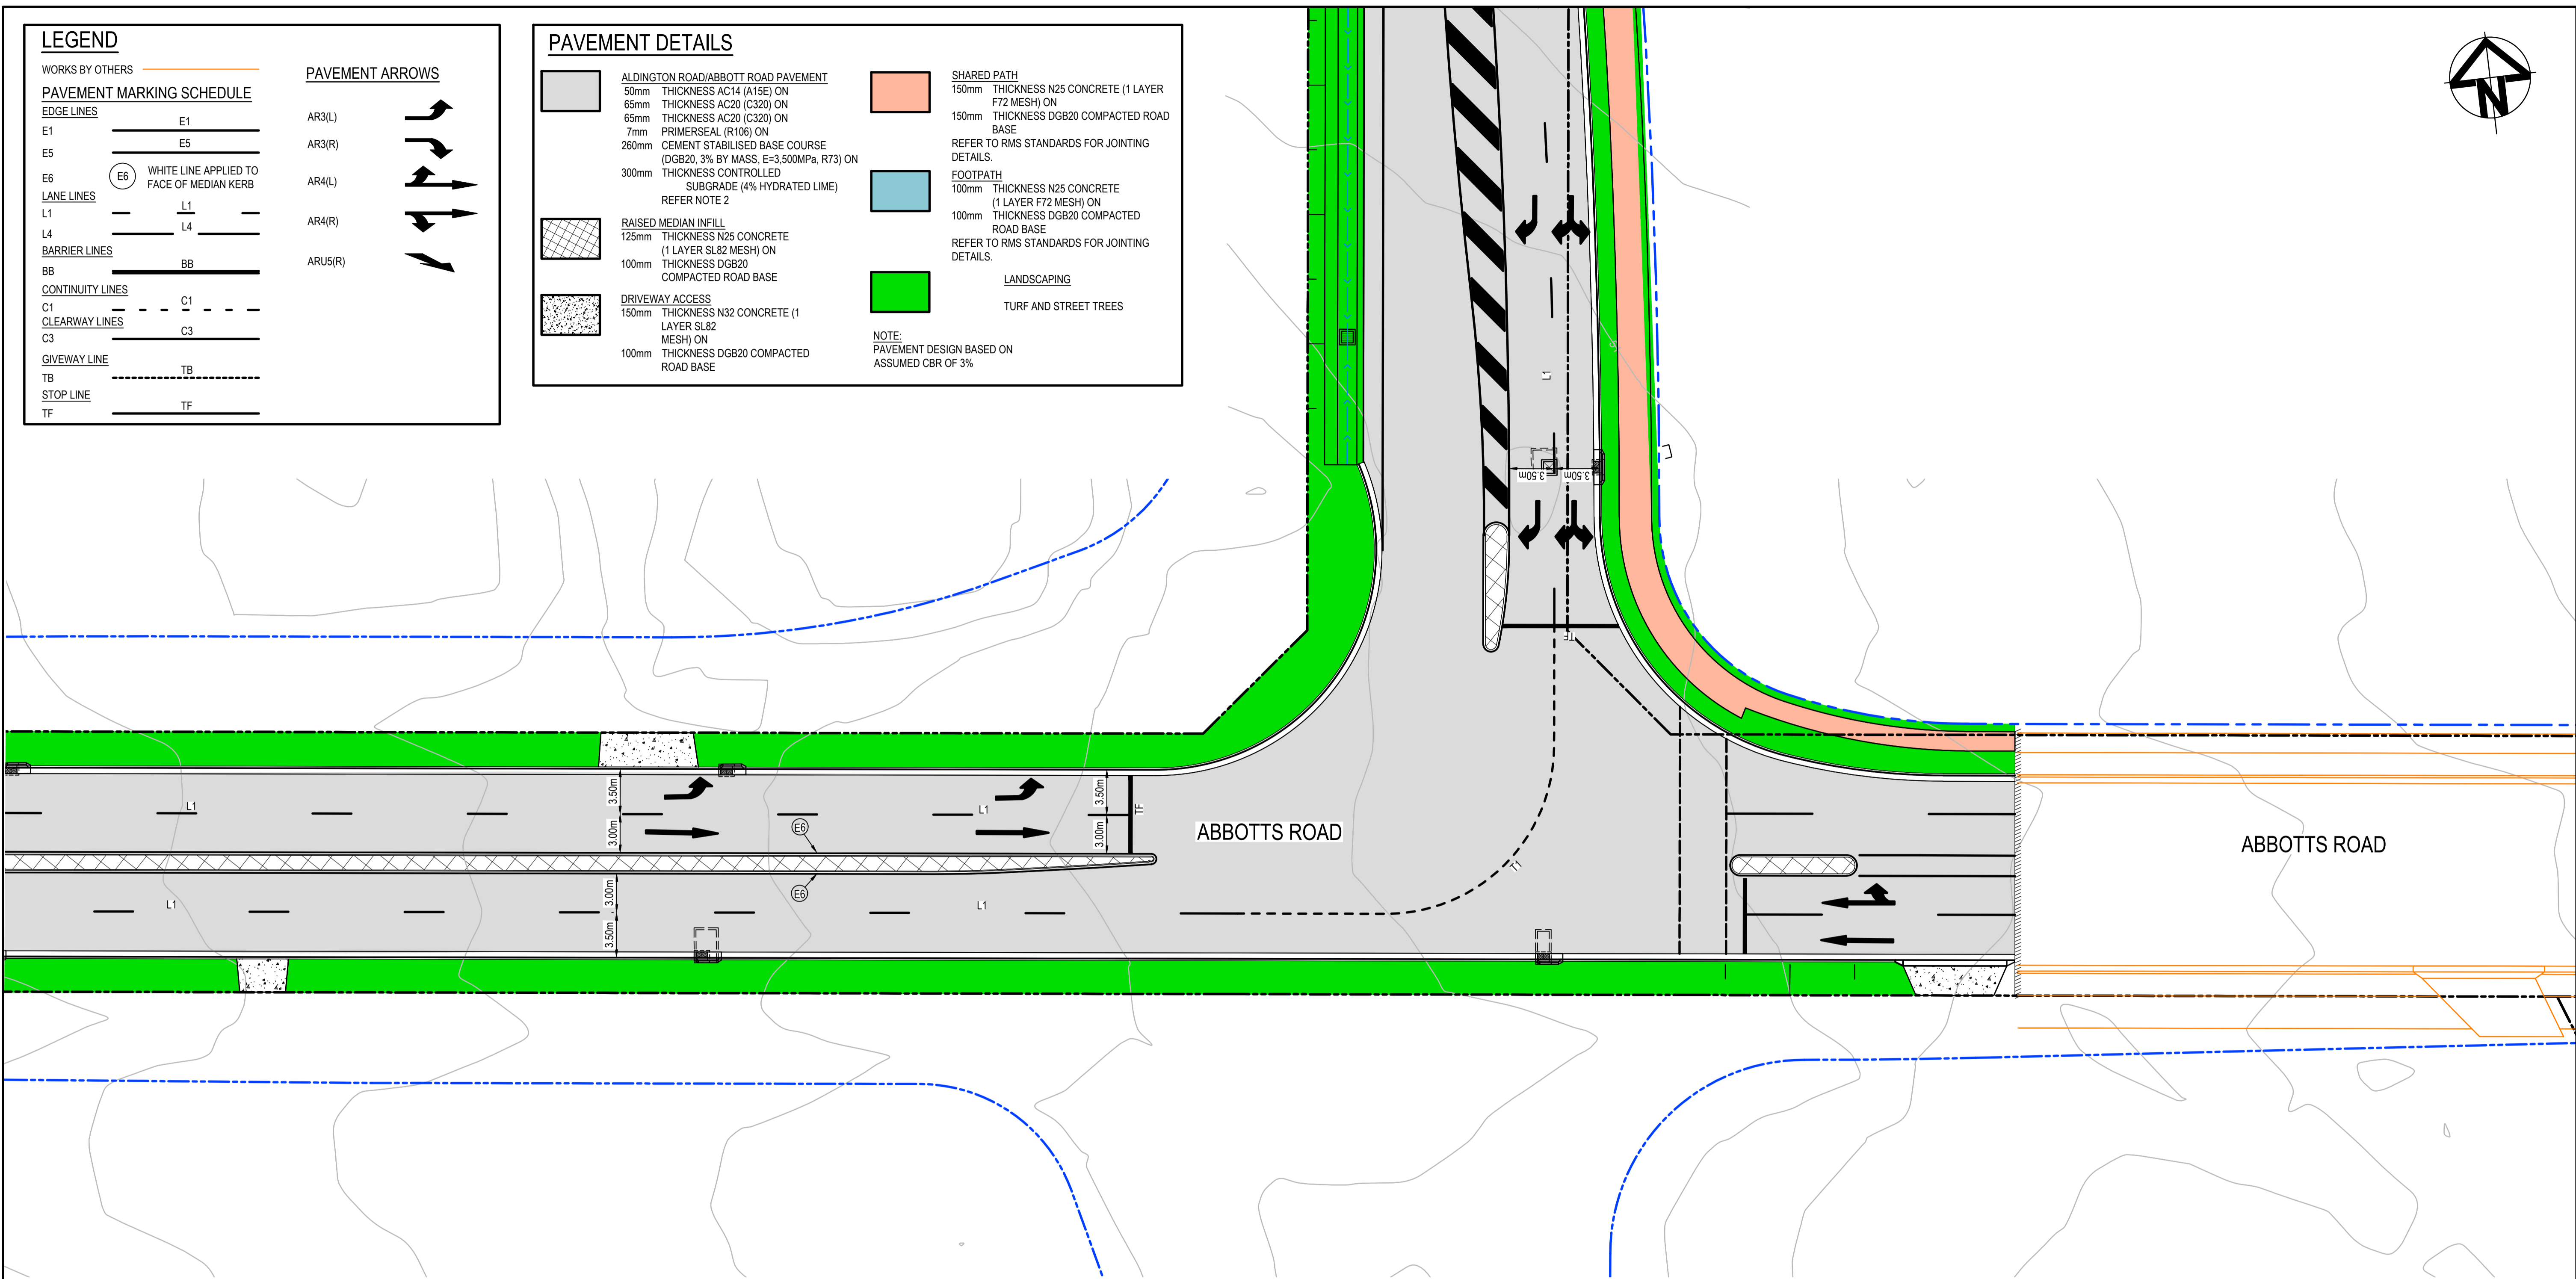 LEGEND
WORKS BY OTHERS
PAVEMENT MARKING SCHEDULE
EDGE LINES
E1 E1
E5 E5
E6 E6 WHITE LINE APPLIED TO
FACE OF MEDIAN KERB
LANE LINES
L1 L1
L4 L4
BARRIER LINES
BB BB
CONTINUITY LINES
C1 C1
CLEARWAY LINES
C3 C3
GIVEWAY LINE
TB TB
STOP LINE
TF TF
PAVEMENT ARROWS
AR3(L)
AR3(R)
AR4(L)
AR4(R)
ARU5(R)
PAVEMENT DETAILS
ALDINGTON ROAD/ABBOTT ROAD PAVEMENT
50mm THICKNESS AC14 (A15E) ON
65mm THICKNESS AC20 (C320) ON
65mm THICKNESS AC20 (C320) ON
7mm PRIMERSEAL (R106) ON
260mm CEMENT STABILISED BASE COURSE
(DGB20, 3% BY MASS, E=3,500MPa, R73) ON
300mm THICKNESS CONTROLLED
SUBGRADE (4% HYDRATED LIME)
REFER NOTE 2
RAISED MEDIAN INFILL
125mm THICKNESS N25 CONCRETE
(1 LAYER SL82 MESH) ON
100mm THICKNESS DGB20
COMPACTED ROAD BASE
DRIVEWAY ACCESS
150mm THICKNESS N32 CONCRETE (1
LAYER SL82
MESH) ON
100mm THICKNESS DGB20 COMPACTED
ROAD BASE
SHARED PATH
150mm THICKNESS N25 CONCRETE (1 LAYER
F72 MESH) ON
150mm THICKNESS DGB20 COMPACTED ROAD
BASE
REFER TO RMS STANDARDS FOR JOINTING
DETAILS.
FOOTPATH
100mm THICKNESS N25 CONCRETE
(1 LAYER F72 MESH) ON
100mm THICKNESS DGB20 COMPACTED
ROAD BASE
REFER TO RMS STANDARDS FOR JOINTING
DETAILS.
LANDSCAPING
TURF AND STREET TREES
NOTE:
PAVEMENT DESIGN BASED ON
ASSUMED CBR OF 3%
N
L1
3.50m 3.50m
TF
L1
3.50m
3.00m
E6
L1
3.50m
3.00m
TF
ABBOTTS ROAD
ABBOTTS ROAD
T1
E6
L1
3.00m
3.50m
L1